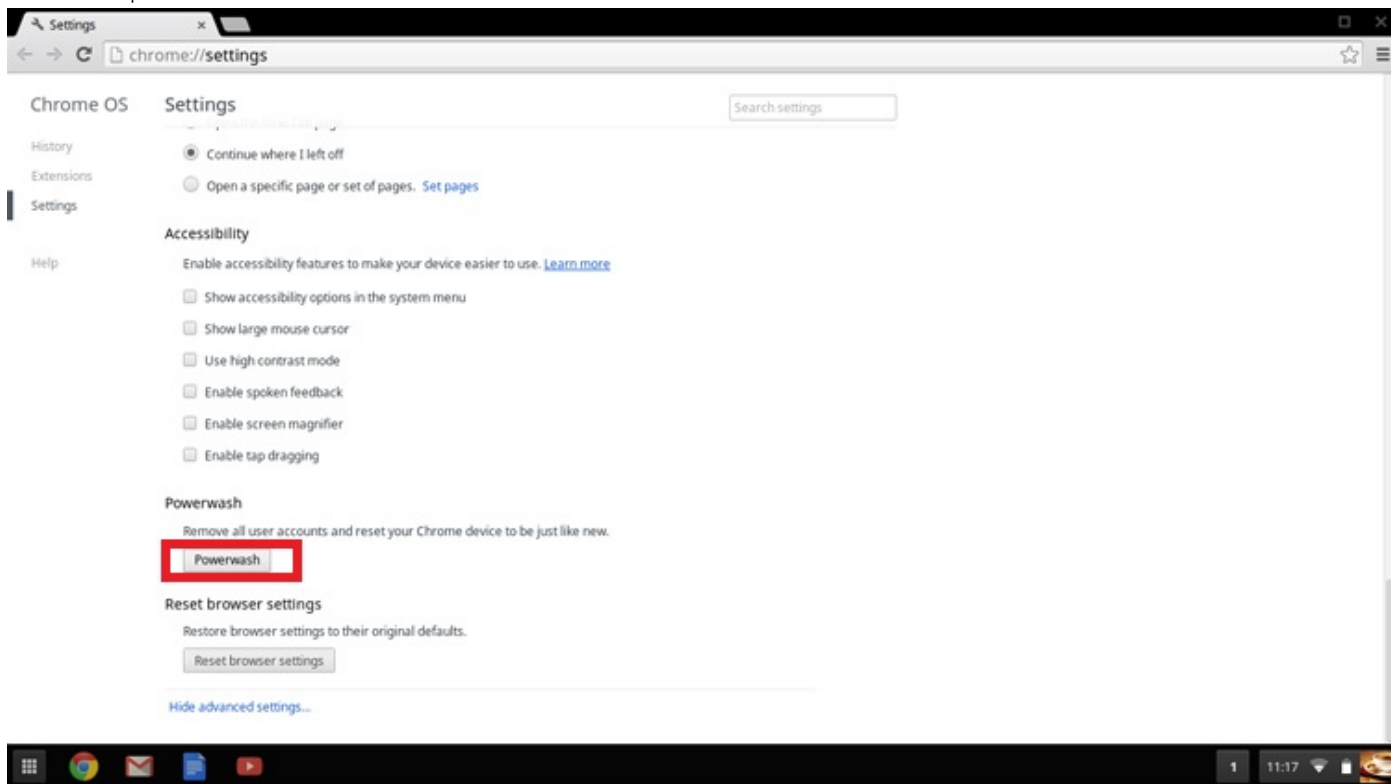 Settings
chrome://settings
Chrome OS
Settings
Search settings
History
Extensions
Settings
Help
Continue where I left off
Open a specific page or set of pages. Set pages
Accessibility
Enable accessibility features to make your device easier to use. Learn more
Show accessibility options in the system menu
Show large mouse cursor
Use high contrast mode
Enable spoken feedback
Enable screen magnifier
Enable tap dragging
Powerwash
Remove all user accounts and reset your Chrome device to be just like new.
Powerwash
Reset browser settings
Restore browser settings to their original defaults.
Reset browser settings
Hide advanced settings...
1
11:17